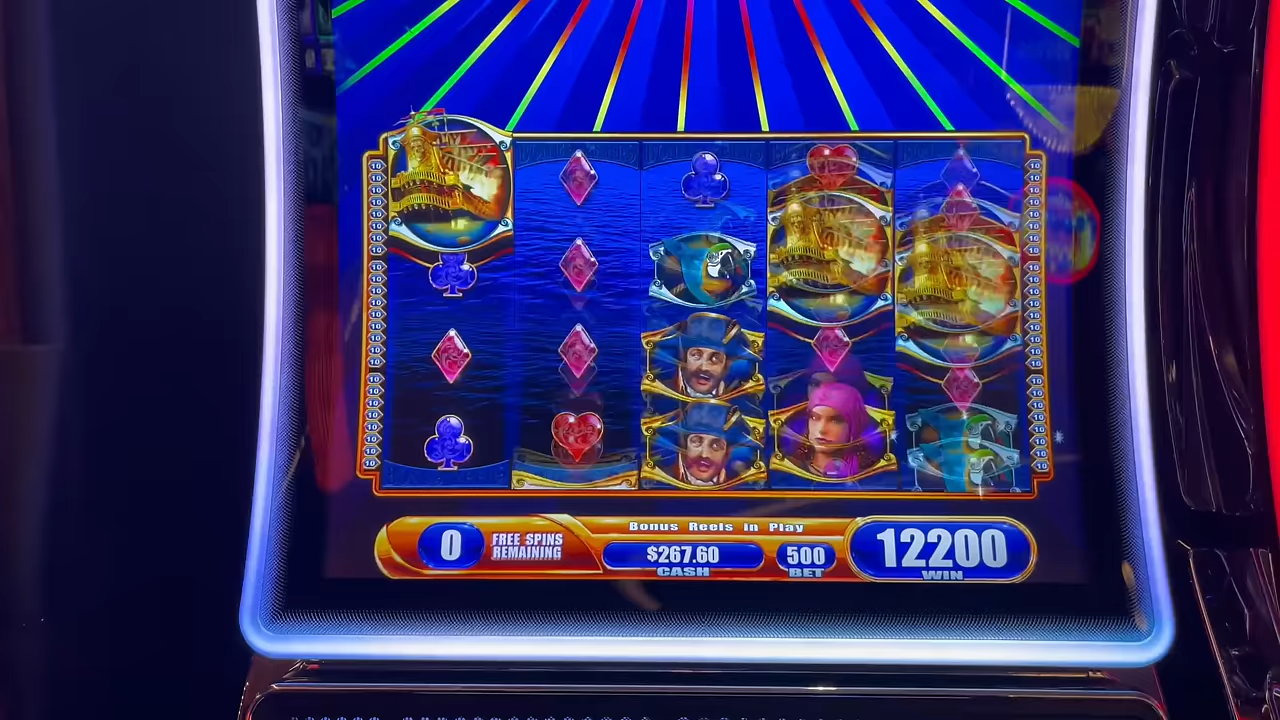 0
FREE SPINS
REMAINING
Bonus Reels in Play
$267.60
CASH
500
BET
12200
WIN